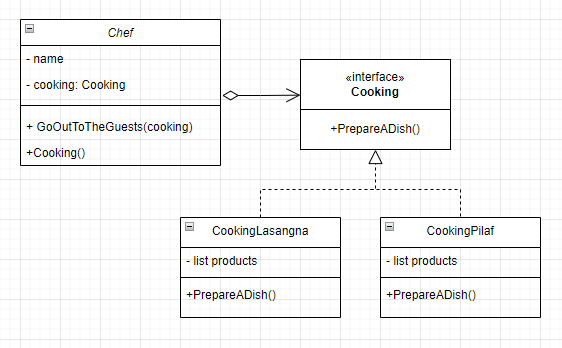 Chef
- name
- cooking: Cooking
+ GoOutToTheGuests(cooking)
+Cooking()
«interface»
Cooking
+PrepareADish()
CookingLasangna
- list products
+PrepareADish()
CookingPilaf
- list products
+PrepareADish()